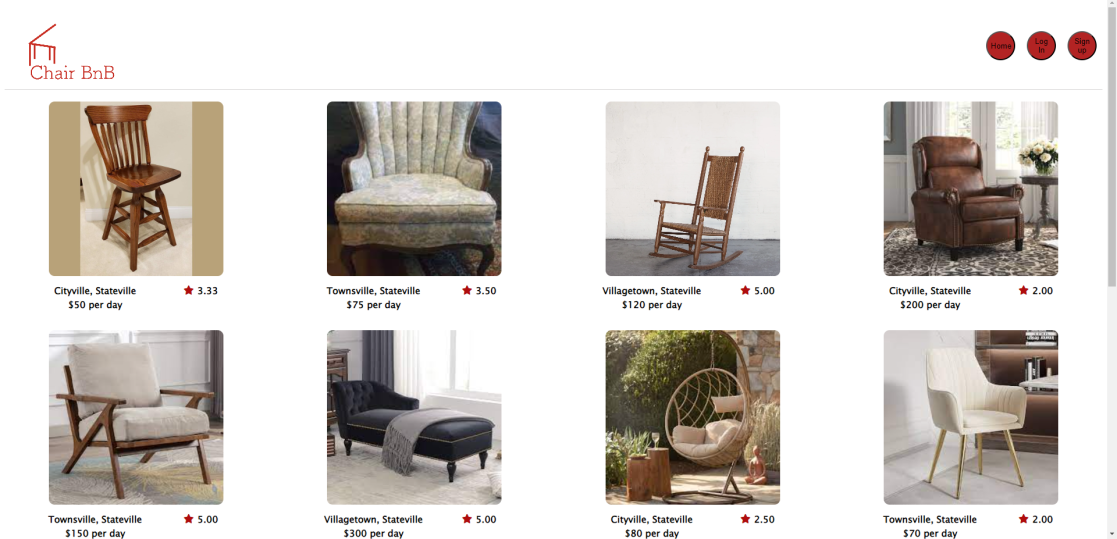 Chair BnB
Home
Log
In
Sign
up
Cityville, Stateville
★ 3.33
$50 per day
Townsville, Stateville
★ 3.50
$75 per day
Villagetown, Stateville
★ 5.00
$120 per day
Cityville, Stateville
★ 2.00
$200 per day
Townsville, Stateville
★ 5.00
$150 per day
Villagetown, Stateville
★ 5.00
$300 per day
Cityville, Stateville
★ 2.50
$80 per day
Townsville, Stateville
★ 2.00
$70 per day